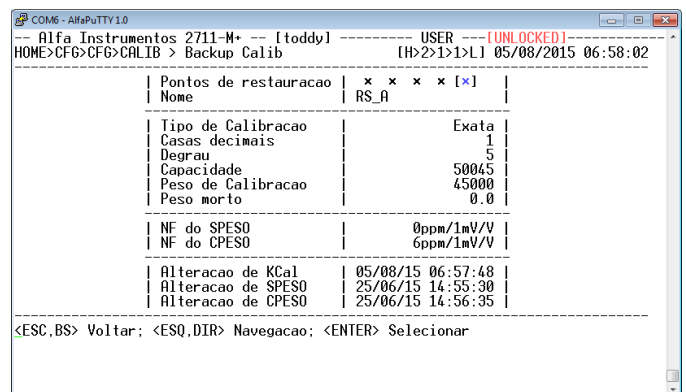 COM6 - AlfaPuTTY 1.0
-- Alfa Instrumentos 2711-M+ -- [toddy] ---------- USER ---[UNLOCKED]-------------
HOME>CFG>CFG>CALIB > Backup Calib [H>2>1>1>L] 05/08/2015 06:58:02
| Pontos de restauracao | × × × × [×] |
| Nome | RS_A |
| Tipo de Calibracao | Exata |
| Casas decimais | 1 |
| Degrau | 5 |
| Capacidade | 50045 |
| Peso de Calibracao | 45000 |
| Peso morto | 0.0 |
| NF do SPESO | 0ppm/1mV/V |
| NF do CPESO | 6ppm/1mV/V |
| Alteracao de KCal | 05/08/15 06:57:48 |
| Alteracao de SPESO | 25/06/15 14:55:30 |
| Alteracao de CPESO | 25/06/15 14:56:35 |
<ESC,BS> Voltar; <ESQ,DIR> Navegacao; <ENTER> Selecionar